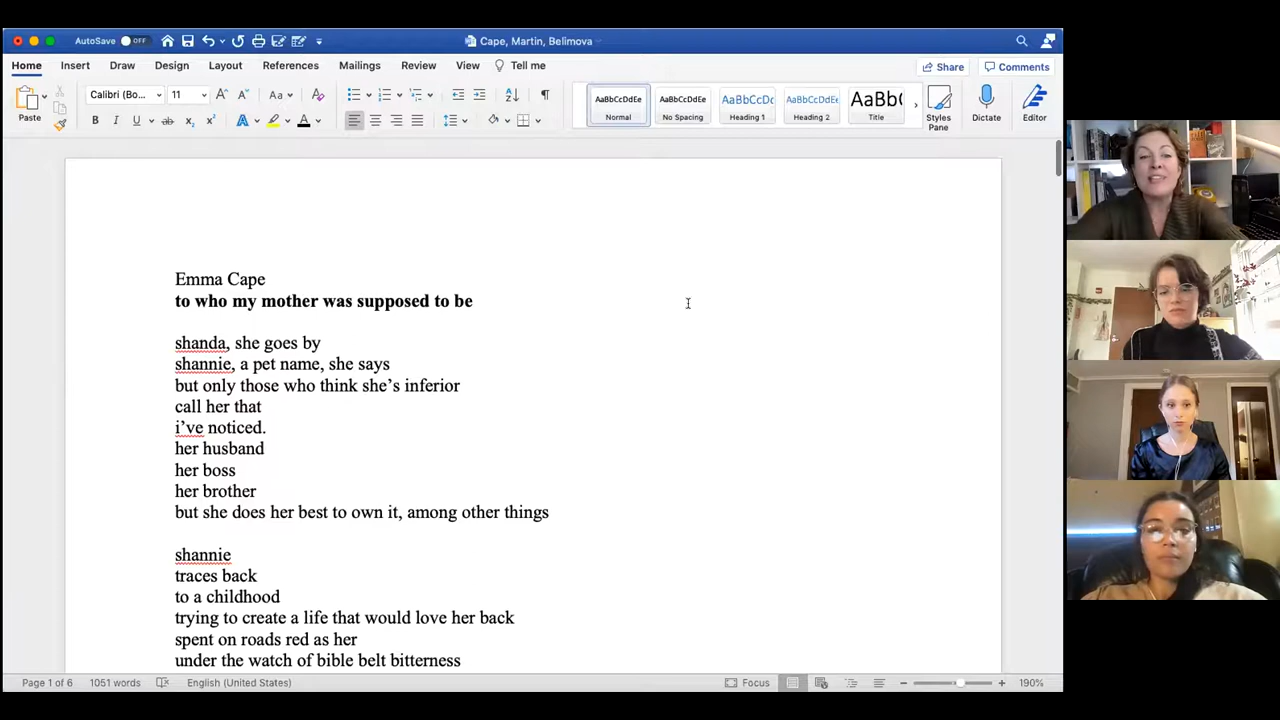 AutoSave OFF
Cape, Martin, Belimova
Home Insert Draw Design Layout References Mailings Review View Tell me
Share Comments
Paste
Calibri (Bo... 11
AaBbCcDdEe AaBbCcDdEe AaBbCcDc AaBbCcDdEe AaBb(
Normal No Spacing Heading 1 Heading 2 Title
Styles Pane
Dictate
Editor
Emma Cape
to who my mother was supposed to be
shanda, she goes by
shannie, a pet name, she says
but only those who think she's inferior
call her that
i've noticed.
her husband
her boss
her brother
but she does her best to own it, among other things
shannie
traces back
to a childhood
trying to create a life that would love her back
spent on roads red as her
under the watch of bible belt bitterness
Page 1 of 6 1051 words English (United States) Focus 190%